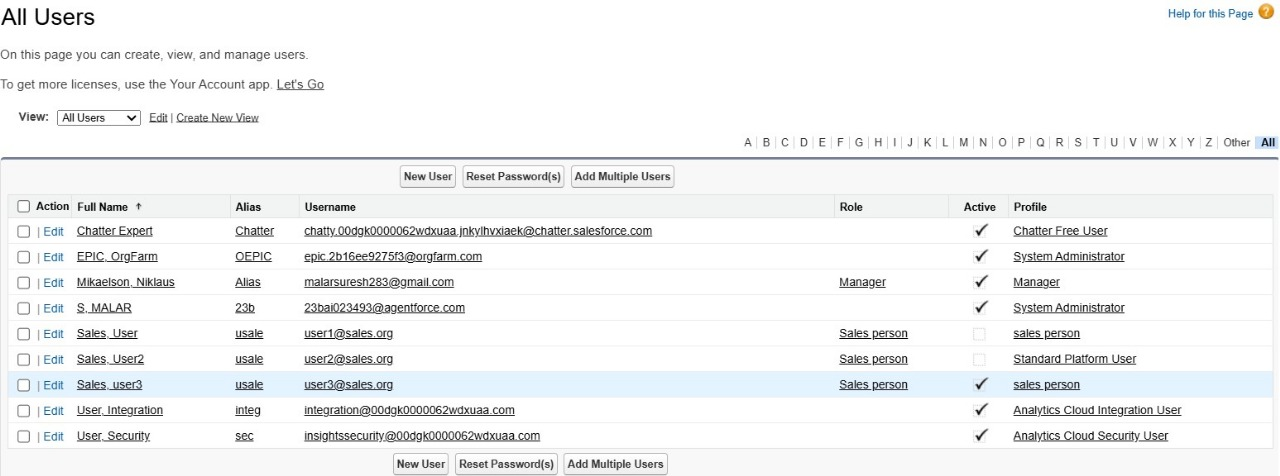 All Users
Help for this Page
On this page you can create, view, and manage users.
To get more licenses, use the Your Account app. Let's Go
View: All Users Edit | Create New View
A | B | C | D | E | F | G | H | I | J | K | L | M | N | O | P | Q | R | S | T | U | V | W | X | Y | Z | Other | All
New User Reset Password(s) Add Multiple Users
Action Full Name ↑ Alias Username Role Active Profile
| Edit Chatter Expert Chatter chatty.00dgk0000062wdxuaa.jnkylhvxiaek@chatter.salesforce.com Chatter Free User
| Edit EPIC, OrgFarm OEPIC epic.2b16ee9275f3@orgfarm.com System Administrator
| Edit Mikaelson, Niklaus Alias malarsuresh283@gmail.com Manager Manager
| Edit S, MALAR 23b 23bai023493@agentforce.com System Administrator
| Edit Sales, User usale user1@sales.org Sales person sales person
| Edit Sales, User2 usale user2@sales.org Sales person Standard Platform User
| Edit Sales, user3 usale user3@sales.org Sales person sales person
| Edit User, Integration integ integration@00dgk0000062wdxuaa.com Analytics Cloud Integration User
| Edit User, Security sec insightssecurity@00dgk0000062wdxuaa.com Analytics Cloud Security User
New User Reset Password(s) Add Multiple Users